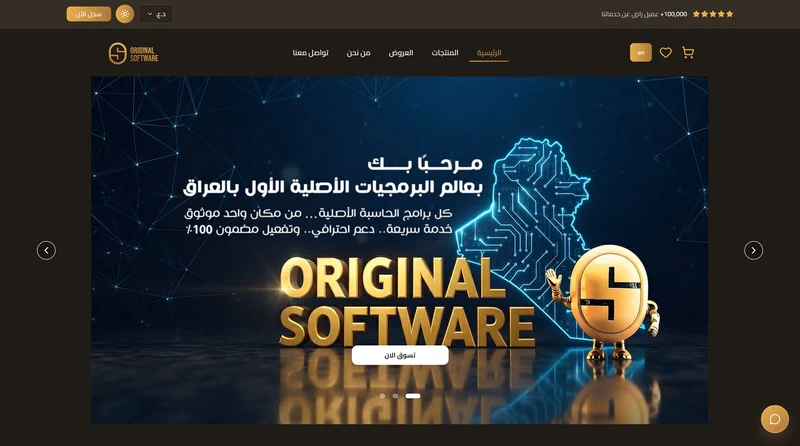 +100,000 عميل راضٍ عن خدماتنا
د.ع.
سجل الآن
en
الرئيسية
المنتجات
العروض
من نحن
تواصل معنا
ORIGINAL
SOFTWARE
مرحبًا بك
بعالم البرمجيات الأصلية الأول بالعراق
كل برامج الحاسبة الأصلية... من مكان واحد موثوق
خدمة سريعة.. دعم احترافي.. وتفعيل مضمون 100٪
ORIGINAL
SOFTWARE
تسوق الان